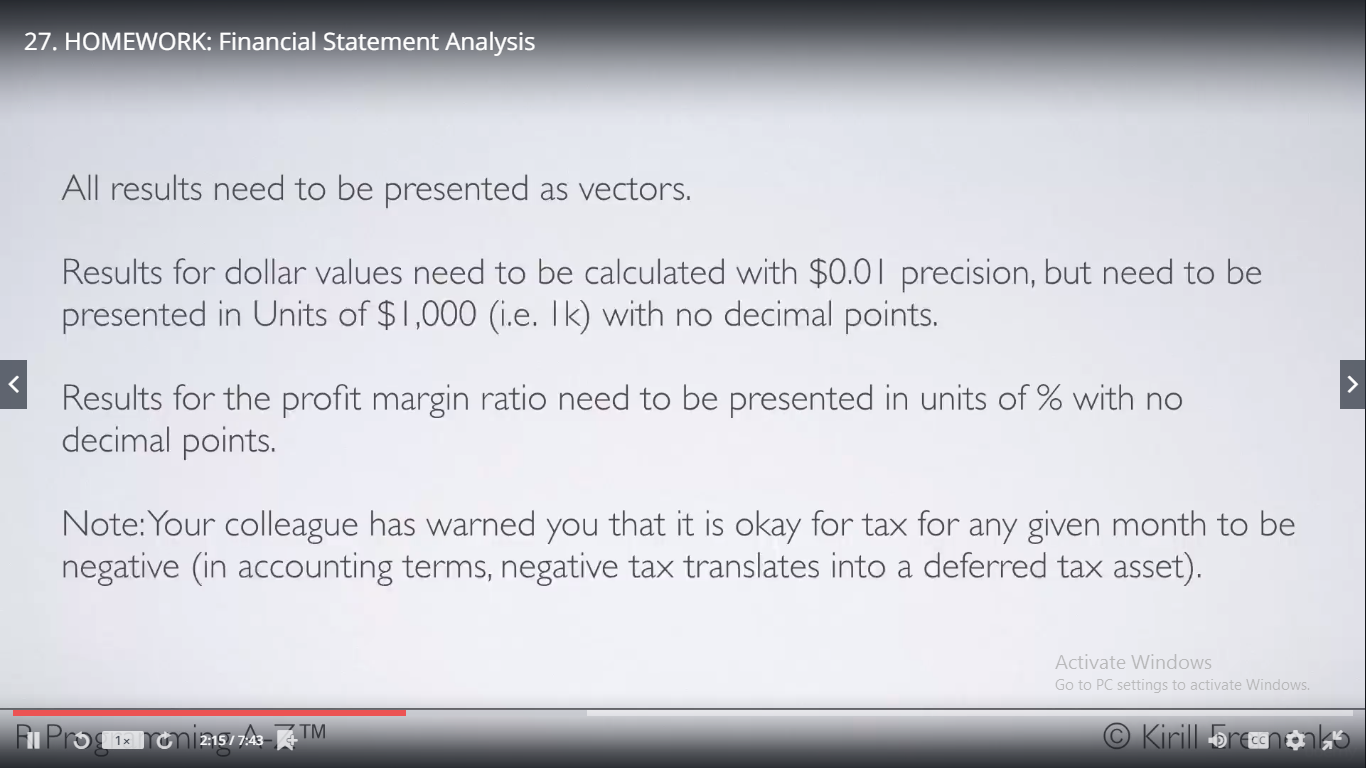 27. HOMEWORK: Financial Statement Analysis
All results need to be presented as vectors.
Results for dollar values need to be calculated with $0.01 precision, but need to be
presented in Units of $1,000 (i.e. 1k) with no decimal points.
Results for the profit margin ratio need to be presented in units of % with no
decimal points.
Note: Your colleague has warned you that it is okay for tax for any given month to be
negative (in accounting terms, negative tax translates into a deferred tax asset).
Activate Windows
Go to PC settings to activate Windows.
R Programming A-Z™
© Kirill Eremenko
1x
2:15 / 7:43
CC